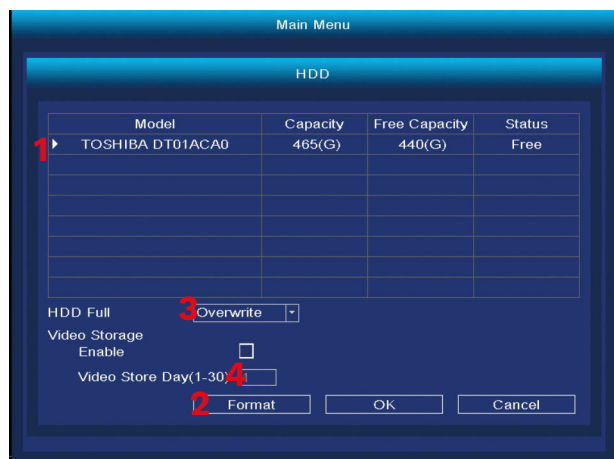 Main Menu
HDD
Model Capacity Free Capacity Status
1 TOSHIBA DT01ACA0 465(G) 440(G) Free
HDD Full 3 Overwrite
Video Storage
Enable
Video Store Day(1-30) 4
2 Format OK Cancel